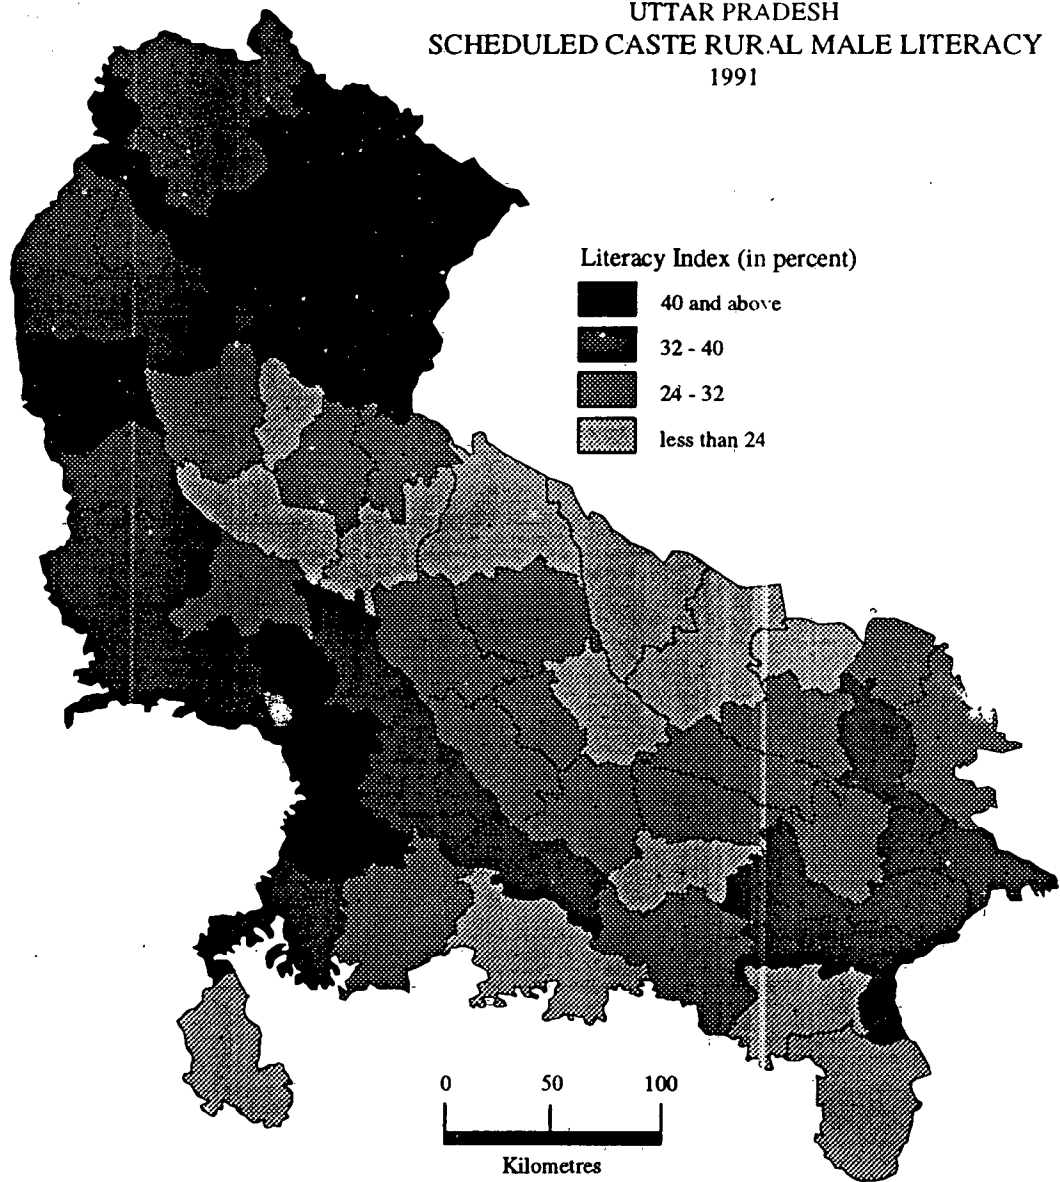 UTTAR PRADESH
SCHEDULED CASTE RURAL MALE LITERACY
1991
Literacy Index (in percent)
40 and above
32 - 40
24 - 32
less than 24
0 50 100
Kilometres